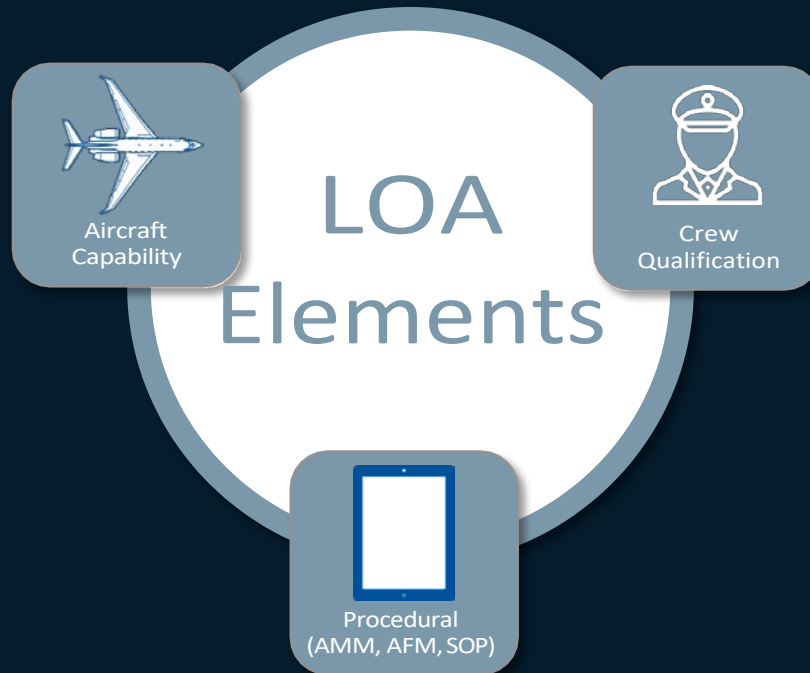 LOA
Elements
Aircraft
Capability
Crew
Qualification
Procedural
(AMM, AFM, SOP)